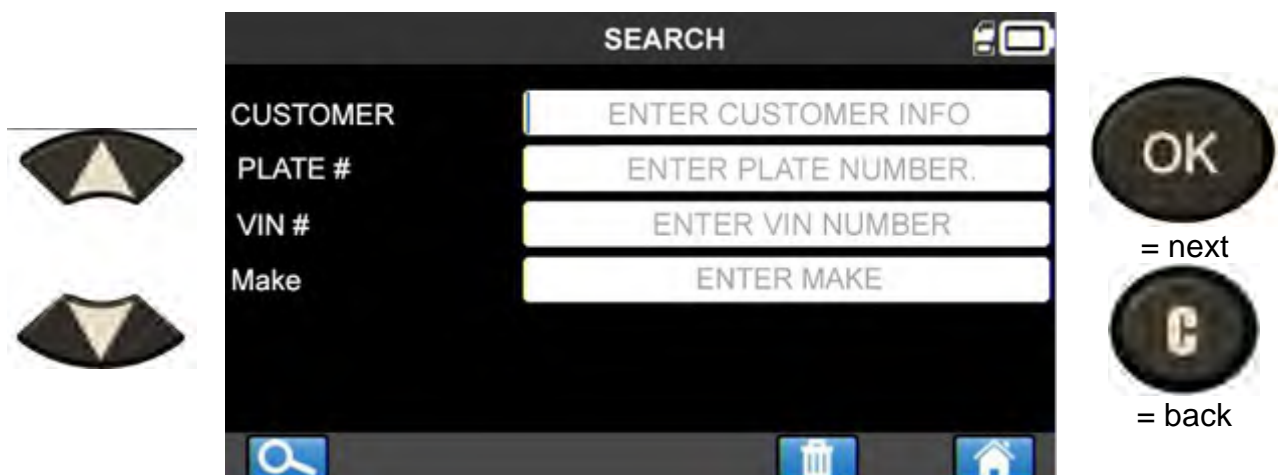 SEARCH
CUSTOMER ENTER CUSTOMER INFO
PLATE # ENTER PLATE NUMBER.
VIN # ENTER VIN NUMBER
Make ENTER MAKE
OK
= next
C
= back